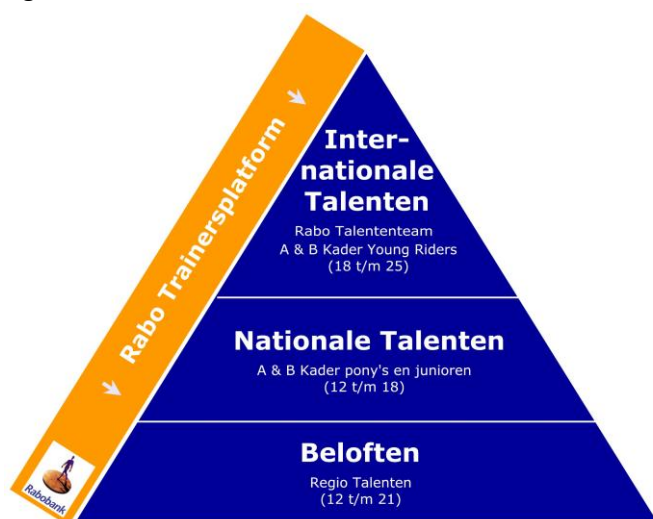 Rabo Trainersplatform
Inter-
nationale
Talenten
Rabo Talententeam
A & B Kader Young Riders
(18 t/m 25)
Nationale Talenten
A & B Kader pony's en junioren
(12 t/m 18)
Beloften
Regio Talenten
(12 t/m 21)
Rabobank